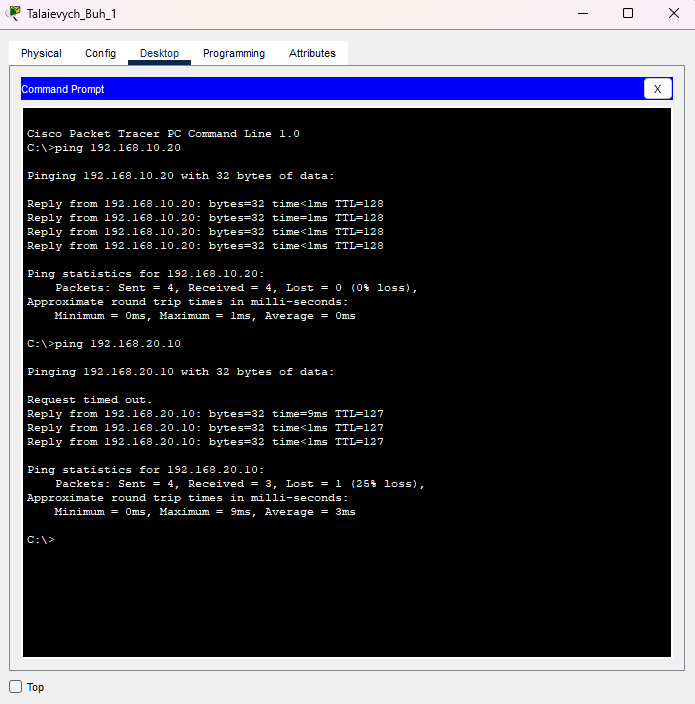 Talaievych_Buh_1
Physical Config Desktop Programming Attributes
Command Prompt X
Cisco Packet Tracer PC Command Line 1.0
C:\>ping 192.168.10.20
Pinging 192.168.10.20 with 32 bytes of data:
Reply from 192.168.10.20: bytes=32 time<1ms TTL=128
Reply from 192.168.10.20: bytes=32 time=1ms TTL=128
Reply from 192.168.10.20: bytes=32 time<1ms TTL=128
Reply from 192.168.10.20: bytes=32 time<1ms TTL=128
Ping statistics for 192.168.10.20:
Packets: Sent = 4, Received = 4, Lost = 0 (0% loss),
Approximate round trip times in milli-seconds:
Minimum = 0ms, Maximum = 1ms, Average = 0ms
C:\>ping 192.168.20.10
Pinging 192.168.20.10 with 32 bytes of data:
Request timed out.
Reply from 192.168.20.10: bytes=32 time=9ms TTL=127
Reply from 192.168.20.10: bytes=32 time<1ms TTL=127
Reply from 192.168.20.10: bytes=32 time<1ms TTL=127
Ping statistics for 192.168.20.10:
Packets: Sent = 4, Received = 3, Lost = 1 (25% loss),
Approximate round trip times in milli-seconds:
Minimum = 0ms, Maximum = 9ms, Average = 3ms
C:\>
Top